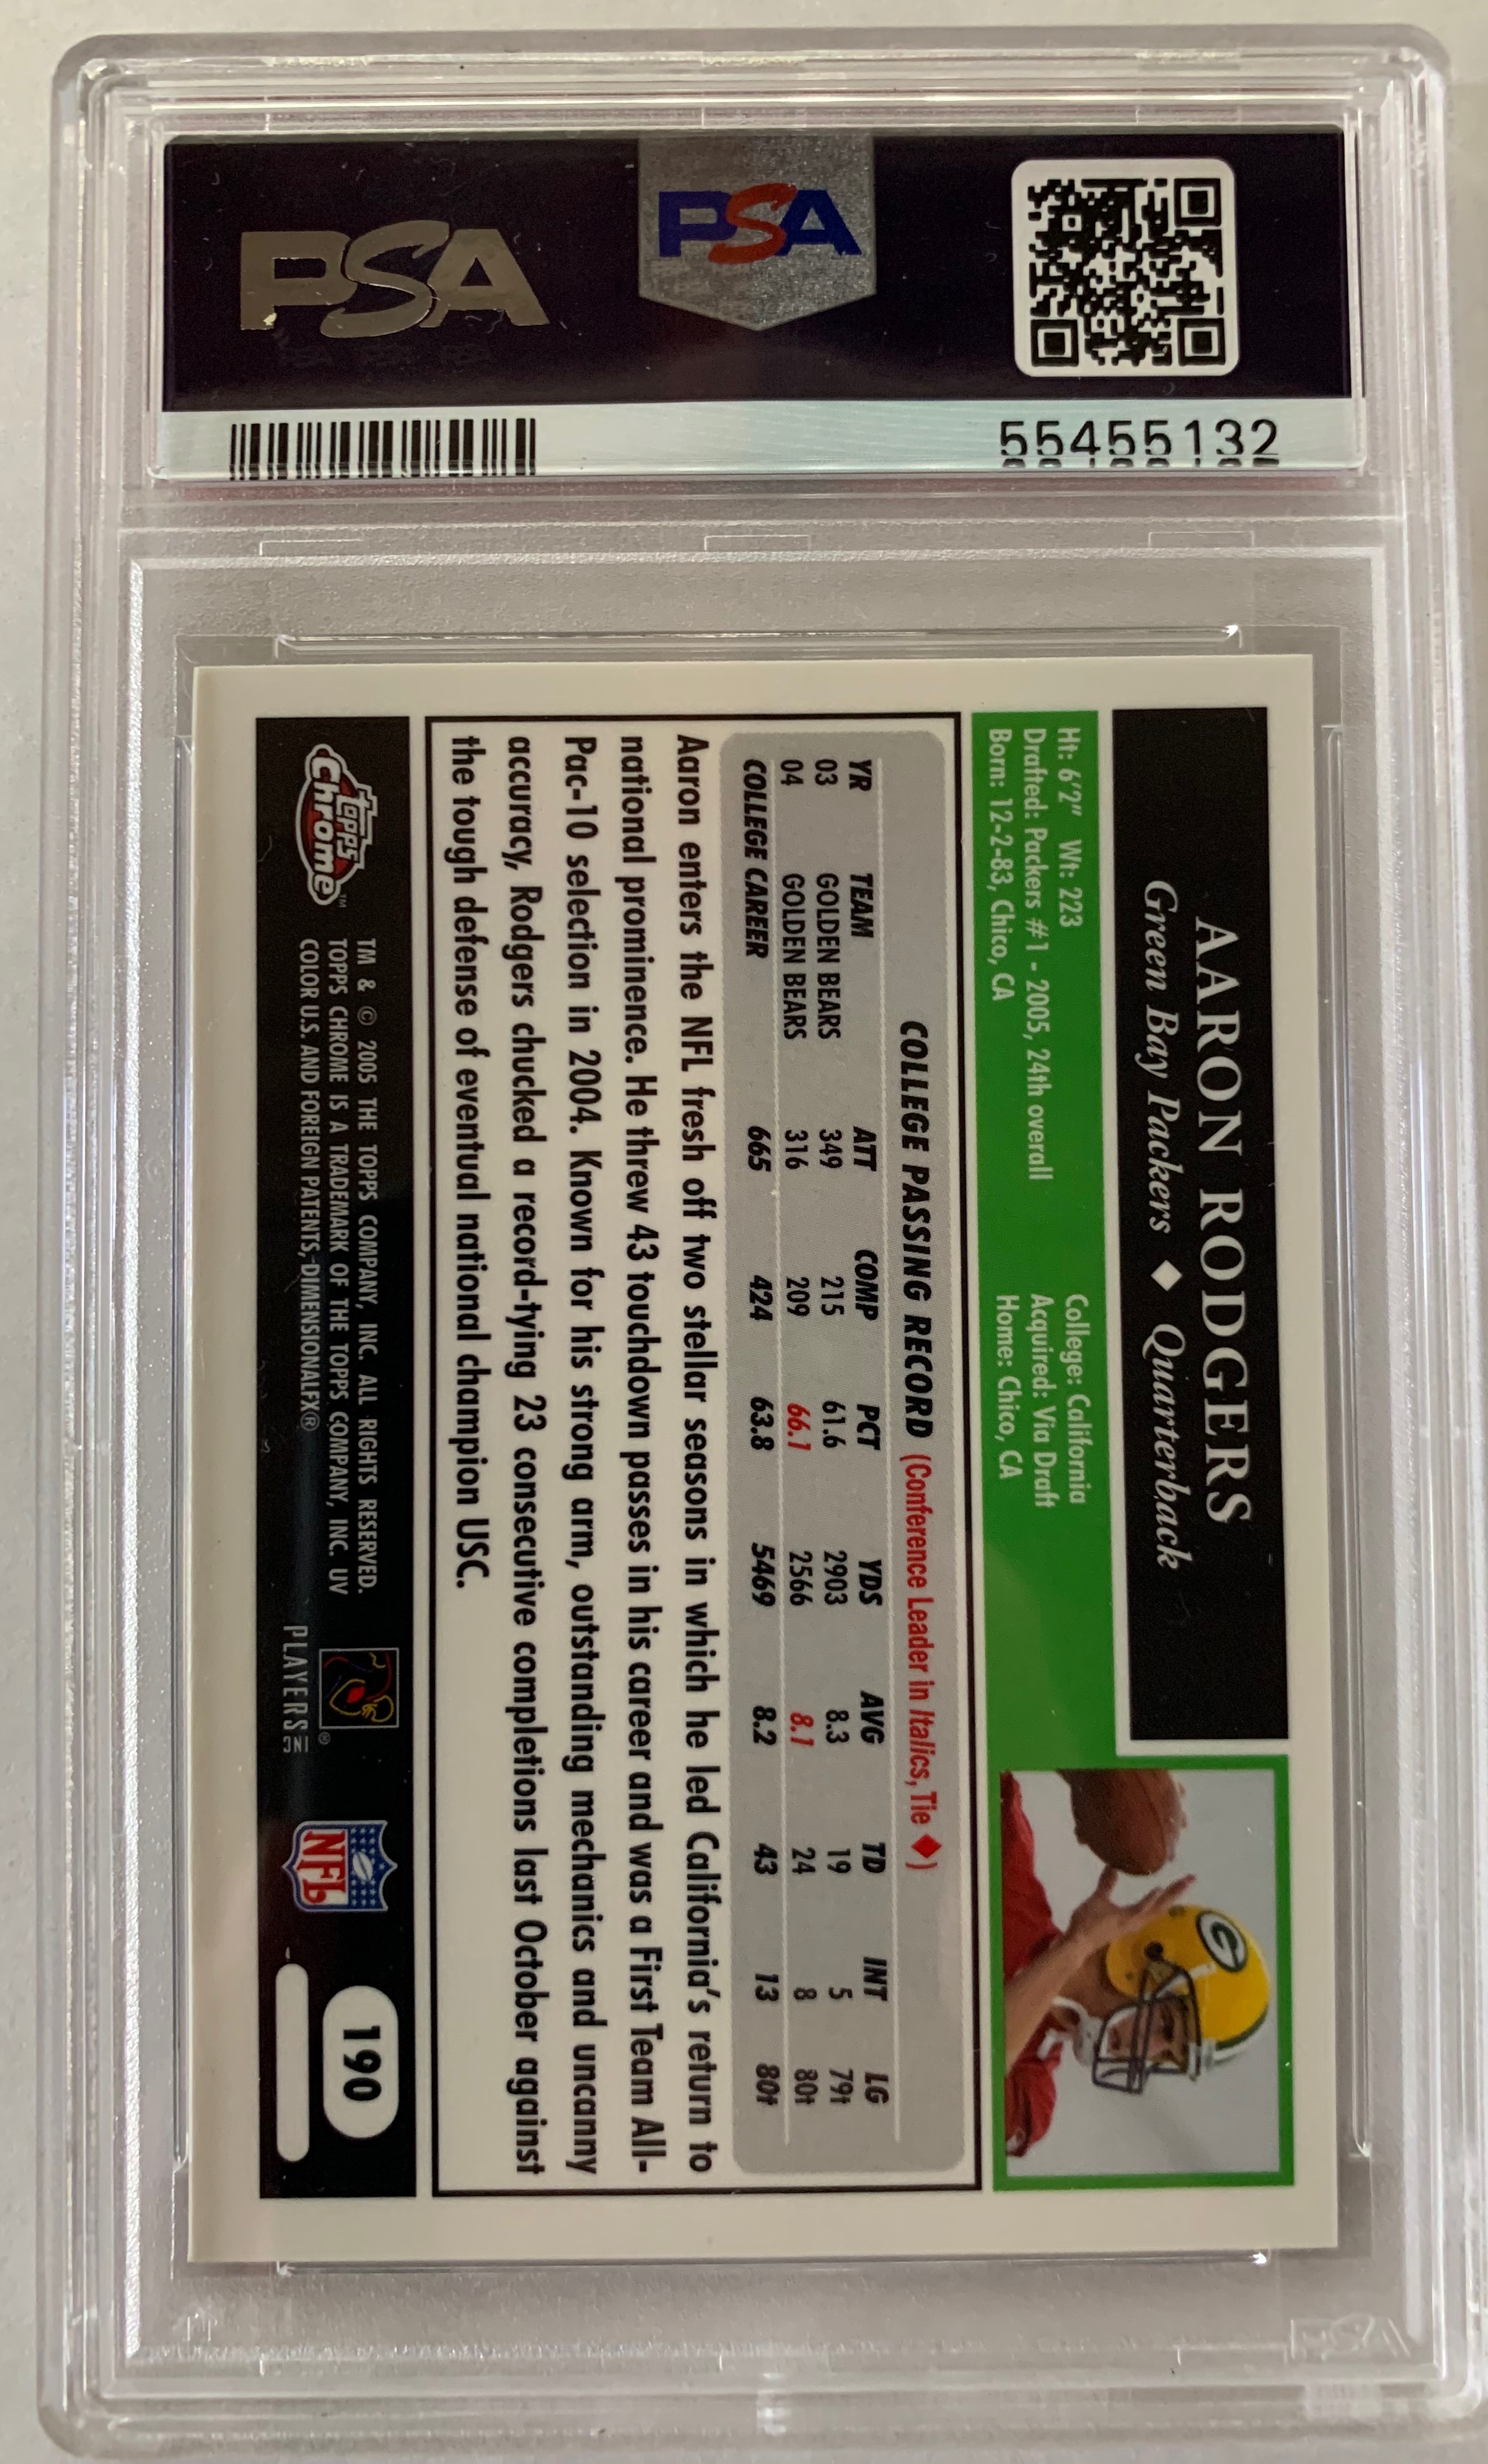 PSA
PSA
55455132
AARON RODGERS
Green Bay Packers ◆ Quarterback
Ht: 6'2" Wt: 223 College: California
Drafted: Packers #1 - 2005, 24th overall Acquired: Via Draft
Born: 12-2-83, Chico, CA Home: Chico, CA
COLLEGE PASSING RECORD (Conference Leader in Italics, Tie ◆)
YR TEAM ATT COMP PCT YDS AVG TD INT LG
03 GOLDEN BEARS 349 215 61.6 2903 8.3 19 5 79t
04 GOLDEN BEARS 316 209 66.1 2566 8.1 24 8 80t
COLLEGE CAREER 665 424 63.8 5469 8.2 43 13 80t
Aaron enters the NFL fresh off two stellar seasons in which he led California's return to
national prominence. He threw 43 touchdown passes in his career and was a First Team All-
Pac-10 selection in 2004. Known for his strong arm, outstanding mechanics and uncanny
accuracy, Rodgers chucked a record-tying 23 consecutive completions last October against
the tough defense of eventual national champion USC.
topps Chrome™
TM & © 2005 THE TOPPS COMPANY, INC. ALL RIGHTS RESERVED.
TOPPS CHROME IS A TRADEMARK OF THE TOPPS COMPANY, INC. UV
COLOR U.S. AND FOREIGN PATENTS, DIMENSIONALFX®
PLAYERS INC ®
NFL
190
PSA